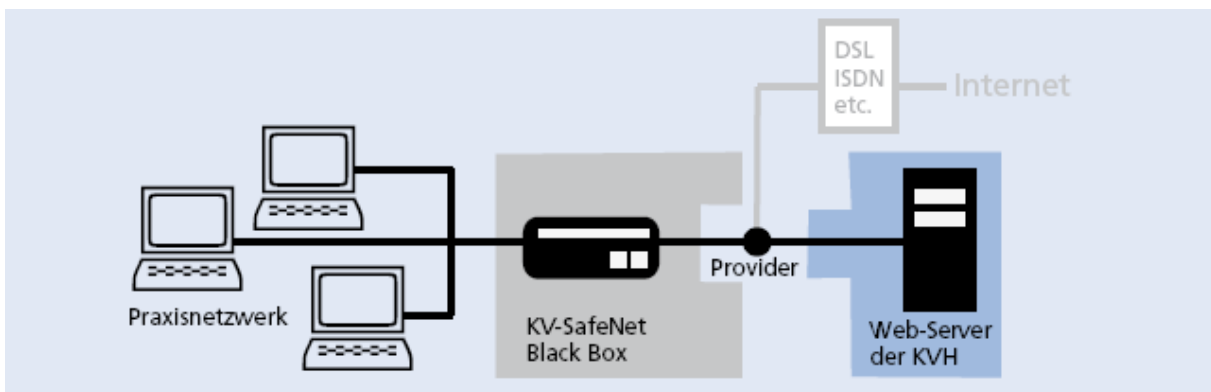 DSL
ISDN
etc.
Internet
Praxisnetzwerk
KV-SafeNet
Black Box
Provider
Web-Server
der KVH